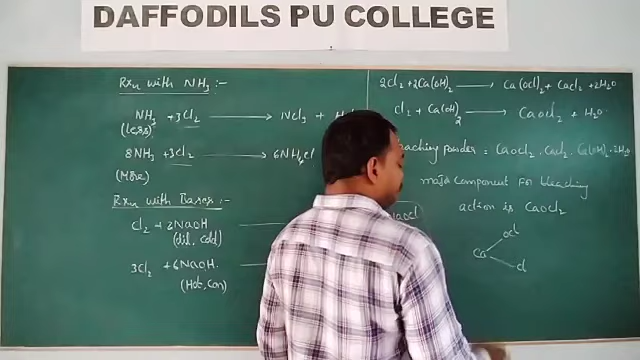 DAFFODILS PU COLLEGE
Rxn with NH₃ :-
NH₃ + 3Cl₂ ⟶ NCl₃ +
(less)
8NH₃ + 3Cl₂ ⟶ 6NH₄Cl
(More)
Rxn with Bases :-
Cl₂ + 2NaOH ⟶
(dil, cold)
3Cl₂ + 6NaOH. ⟶
(Hot, Con)
2Cl₂ + 2Ca(OH)₂ ⟶ Ca(OCl)₂ + CaCl₂ + 2H₂O
Cl₂ + Ca(OH)₂ ⟶ CaOCl₂ + H₂O
powder = CaOCl₂ . CaCl₂ . Ca(OH)₂ . 2H₂O
major Component For bleaching
action is CaOCl₂
OCl
Ca
Cl